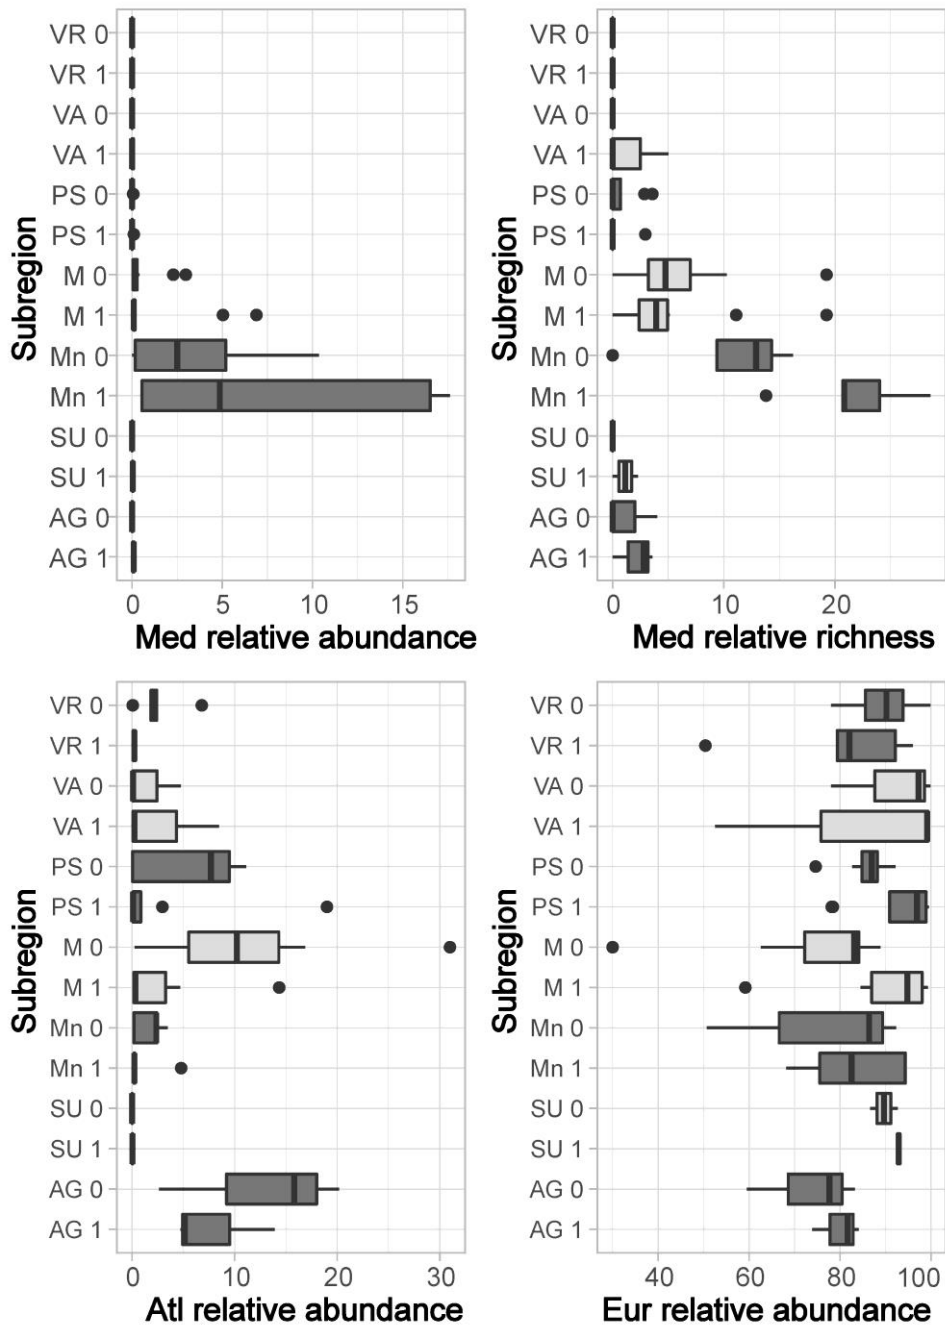 VR 0
VR 1
VA 0
VA 1
PS 0
PS 1
M 0
M 1
Mn 0
Mn 1
SU 0
SU 1
AG 0
AG 1
Subregion
0 5 10 15
Med relative abundance
VR 0
VR 1
VA 0
VA 1
PS 0
PS 1
M 0
M 1
Mn 0
Mn 1
SU 0
SU 1
AG 0
AG 1
Subregion
0 10 20
Med relative richness
VR 0
VR 1
VA 0
VA 1
PS 0
PS 1
M 0
M 1
Mn 0
Mn 1
SU 0
SU 1
AG 0
AG 1
Subregion
0 10 20 30
Atl relative abundance
VR 0
VR 1
VA 0
VA 1
PS 0
PS 1
M 0
M 1
Mn 0
Mn 1
SU 0
SU 1
AG 0
AG 1
Subregion
40 60 80 100
Eur relative abundance